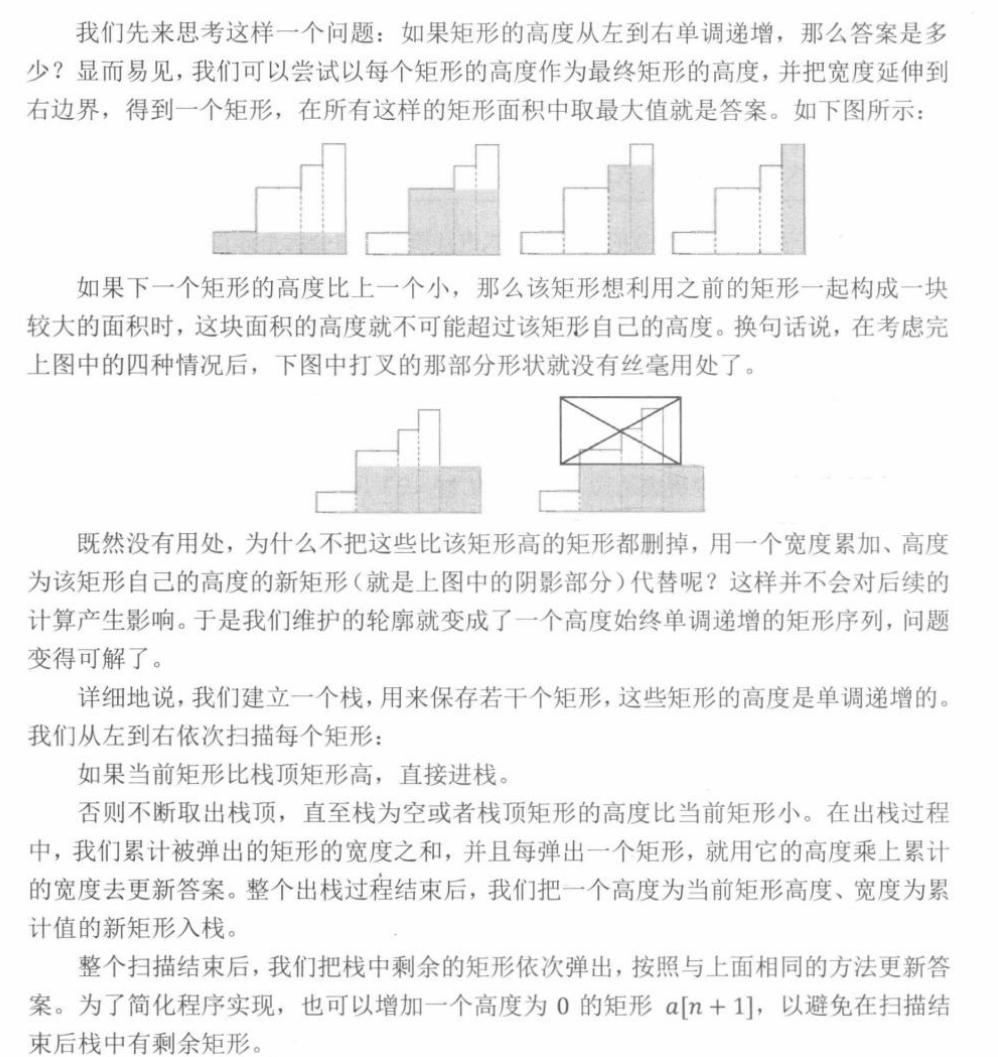 我们先来思考这样一个问题：如果矩形的高度从左到右单调递增，那么答案是多
少？显而易见，我们可以尝试以每个矩形的高度作为最终矩形的高度，并把宽度延伸到
右边界，得到一个矩形，在所有这样的矩形面积中取最大值就是答案。如下图所示：
如果下一个矩形的高度比上一个小，那么该矩形想利用之前的矩形一起构成一块
较大的面积时，这块面积的高度就不可能超过该矩形自己的高度。换句话说，在考虑完
上图中的四种情况后，下图中打叉的那部分形状就没有丝毫用处了。
既然没有用处，为什么不把这些比该矩形高的矩形都删掉，用一个宽度累加、高度
为该矩形自己的高度的新矩形（就是上图中的阴影部分）代替呢？这样并不会对后续的
计算产生影响。于是我们维护的轮廓就变成了一个高度始终单调递增的矩形序列，问题
变得可解了。
详细地说，我们建立一个栈，用来保存若干个矩形，这些矩形的高度是单调递增的。
我们从左到右依次扫描每个矩形：
如果当前矩形比栈顶矩形高，直接进栈。
否则不断取出栈顶，直至栈为空或者栈顶矩形的高度比当前矩形小。在出栈过程
中，我们累计被弹出的矩形的宽度之和，并且每弹出一个矩形，就用它的高度乘上累计
的宽度去更新答案。整个出栈过程结束后，我们把一个高度为当前矩形高度、宽度为累
计值的新矩形入栈。
整个扫描结束后，我们把栈中剩余的矩形依次弹出，按照与上面相同的方法更新答
案。为了简化程序实现，也可以增加一个高度为 0 的矩形 a[n + 1]，以避免在扫描结
束后栈中有剩余矩形。